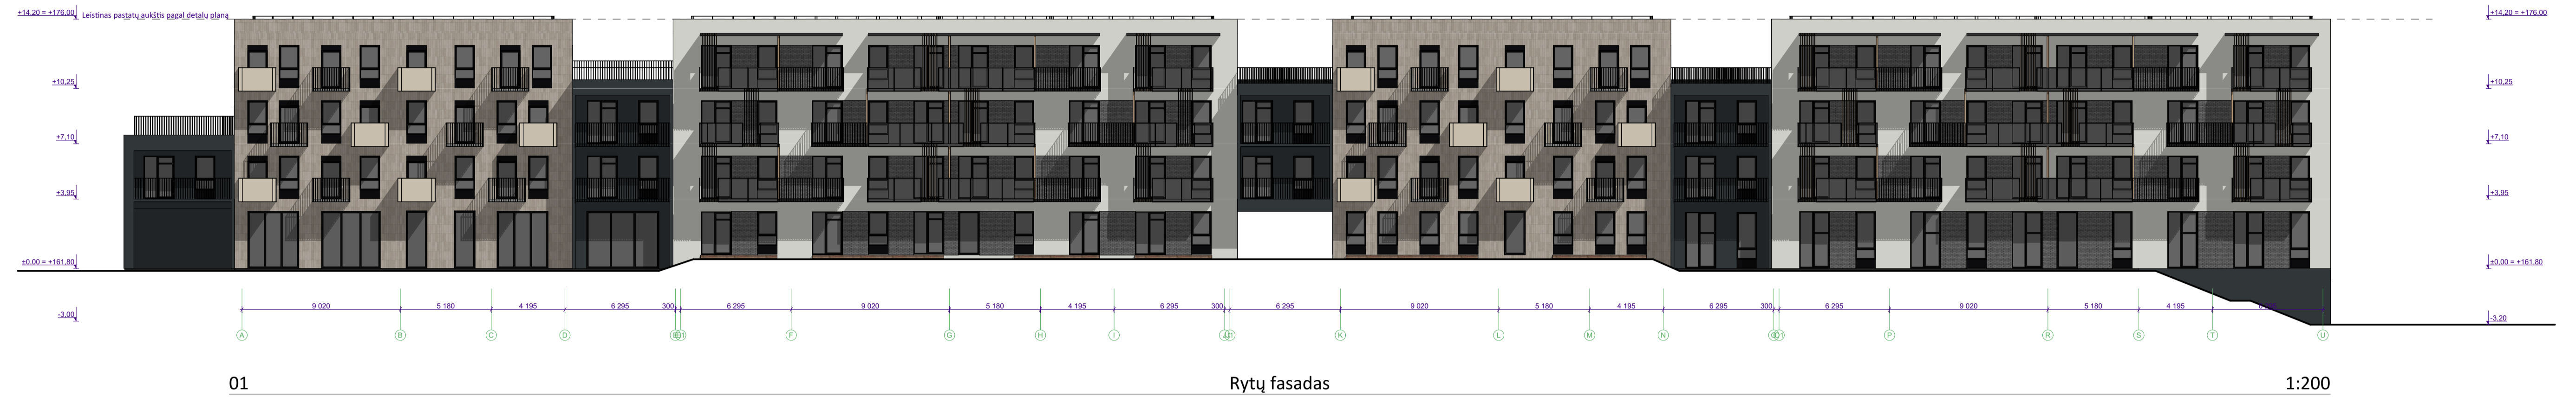 +14,20 = +176,00
Leistinas pastatų aukštis pagal detalų planą
+14,20 = +176,00
+10,25
+10,25
+7,10
+7,10
+3,95
+3,95
±0,00 = +161,80
±0,00 = +161,80
9 020 5 180 4 195 6 295 300 6 295 9 020 5 180 4 195 6 295 300 6 295 9 020 5 180 4 195 6 295 300 6 295 9 020 5 180 4 195
-3,00
-3,20
A B C D F G H I K L M N P R S T U
01 Rytų fasadas 1:200